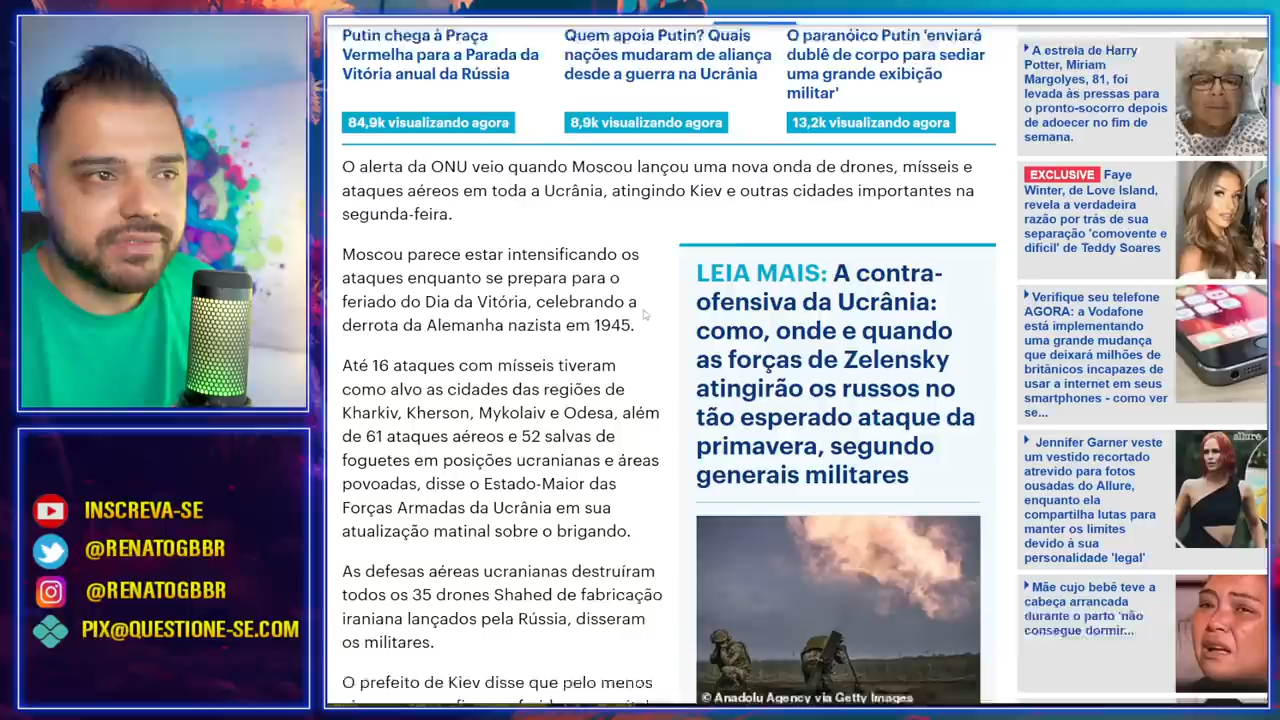 Putin chega à Praça
Vermelha para a Parada da
Vitória anual da Rússia
84,9k visualizando agora
Quem apoia Putin? Quais
nações mudaram de aliança
desde a guerra na Ucrânia
8,9k visualizando agora
O paranóico Putin 'enviará
dublê de corpo para sediar
uma grande exibição
militar'
13,2k visualizando agora
O alerta da ONU veio quando Moscou lançou uma nova onda de drones, mísseis e
ataques aéreos em toda a Ucrânia, atingindo Kiev e outras cidades importantes na
segunda-feira.
Moscou parece estar intensificando os
ataques enquanto se prepara para o
feriado do Dia da Vitória, celebrando a
derrota da Alemanha nazista em 1945.
Até 16 ataques com mísseis tiveram
como alvo as cidades das regiões de
Kharkiv, Kherson, Mykolaiv e Odesa, além
de 61 ataques aéreos e 52 salvas de
foguetes em posições ucranianas e áreas
povoadas, disse o Estado-Maior das
Forças Armadas da Ucrânia em sua
atualização matinal sobre o brigando.
As defesas aéreas ucranianas destruíram
todos os 35 drones Shahed de fabricação
iraniana lançados pela Rússia, disseram
os militares.
O prefeito de Kiev disse que pelo menos
LEIA MAIS: A contra-
ofensiva da Ucrânia:
como, onde e quando
as forças de Zelensky
atingirão os russos no
tão esperado ataque da
primavera, segundo
generais militares
© Anadolu Agency via Getty Images
A estrela de Harry
Potter, Miriam
Margolyes, 81, foi
levada às pressas para
o pronto-socorro depois
de adoecer no fim de
semana.
EXCLUSIVE Faye
Winter, de Love Island,
revela a verdadeira
razão por trás de sua
separação 'comovente e
difícil' de Teddy Soares
Verifique seu telefone
AGORA: a Vodafone
está implementando
uma grande mudança
que deixará milhões de
britânicos incapazes de
usar a internet em seus
smartphones - como ver
se...
Jennifer Garner veste
um vestido recortado
atrevido para fotos
ousadas do Allure,
enquanto ela
compartilha lutas para
manter os limites
devido à sua
personalidade 'legal'
allure
Mãe cujo bebê teve a
cabeça arrancada
durante o parto 'não
consegue dormir...
INSCREVA-SE
@RENATOGBBR
@RENATOGBBR
PIX@QUESTIONE-SE.COM